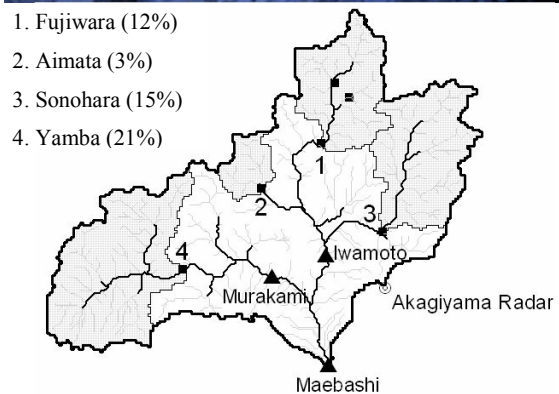 1. Fujiwara (12%)
2. Aimata (3%)
3. Sonohara (15%)
4. Yamba (21%)
1
2
3
4
Iwamoto
Murakami
Akagiyama Radar
Maebashi